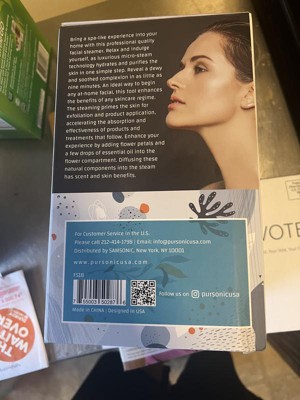 Bring a spa-like experience into your
home with this professional quality
facial steamer. Relax and indulge
yourself, as luxurious micro-steam
technology hydrates and purifies the
skin in one simple step. Reveal a dewy
and soothed complexion in as little as
nine minutes. An ideal way to begin
any at-home facial, this tool enhances
the benefits of any skincare regime.
The steaming primes the skin for
exfoliation and product application,
accelerating the absorption and
effectiveness of products and
treatments that follow. Enhance your
experience by adding flower petals and
a few drops of essential oil into the
flower compartment. Diffusing these
natural components into the steam
has scent and skin benefits.
For Customer Service in the U.S.
Please call 212-414-1798 | Email info@pursonicusa.com
Distributed by SAMSONIC, New York, NY 10001
www.pursonicusa.com
Follow us on pursonicusa
Made in CHINA | Designed in USA
VOTE